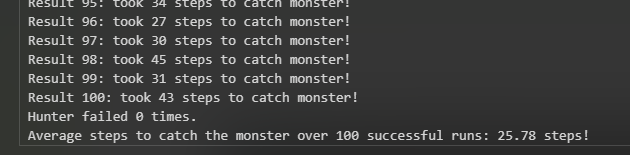 Result 95: took 34 steps to catch monster!
Result 96: took 27 steps to catch monster!
Result 97: took 30 steps to catch monster!
Result 98: took 45 steps to catch monster!
Result 99: took 31 steps to catch monster!
Result 100: took 43 steps to catch monster!
Hunter failed 0 times.
Average steps to catch the monster over 100 successful runs: 25.78 steps!